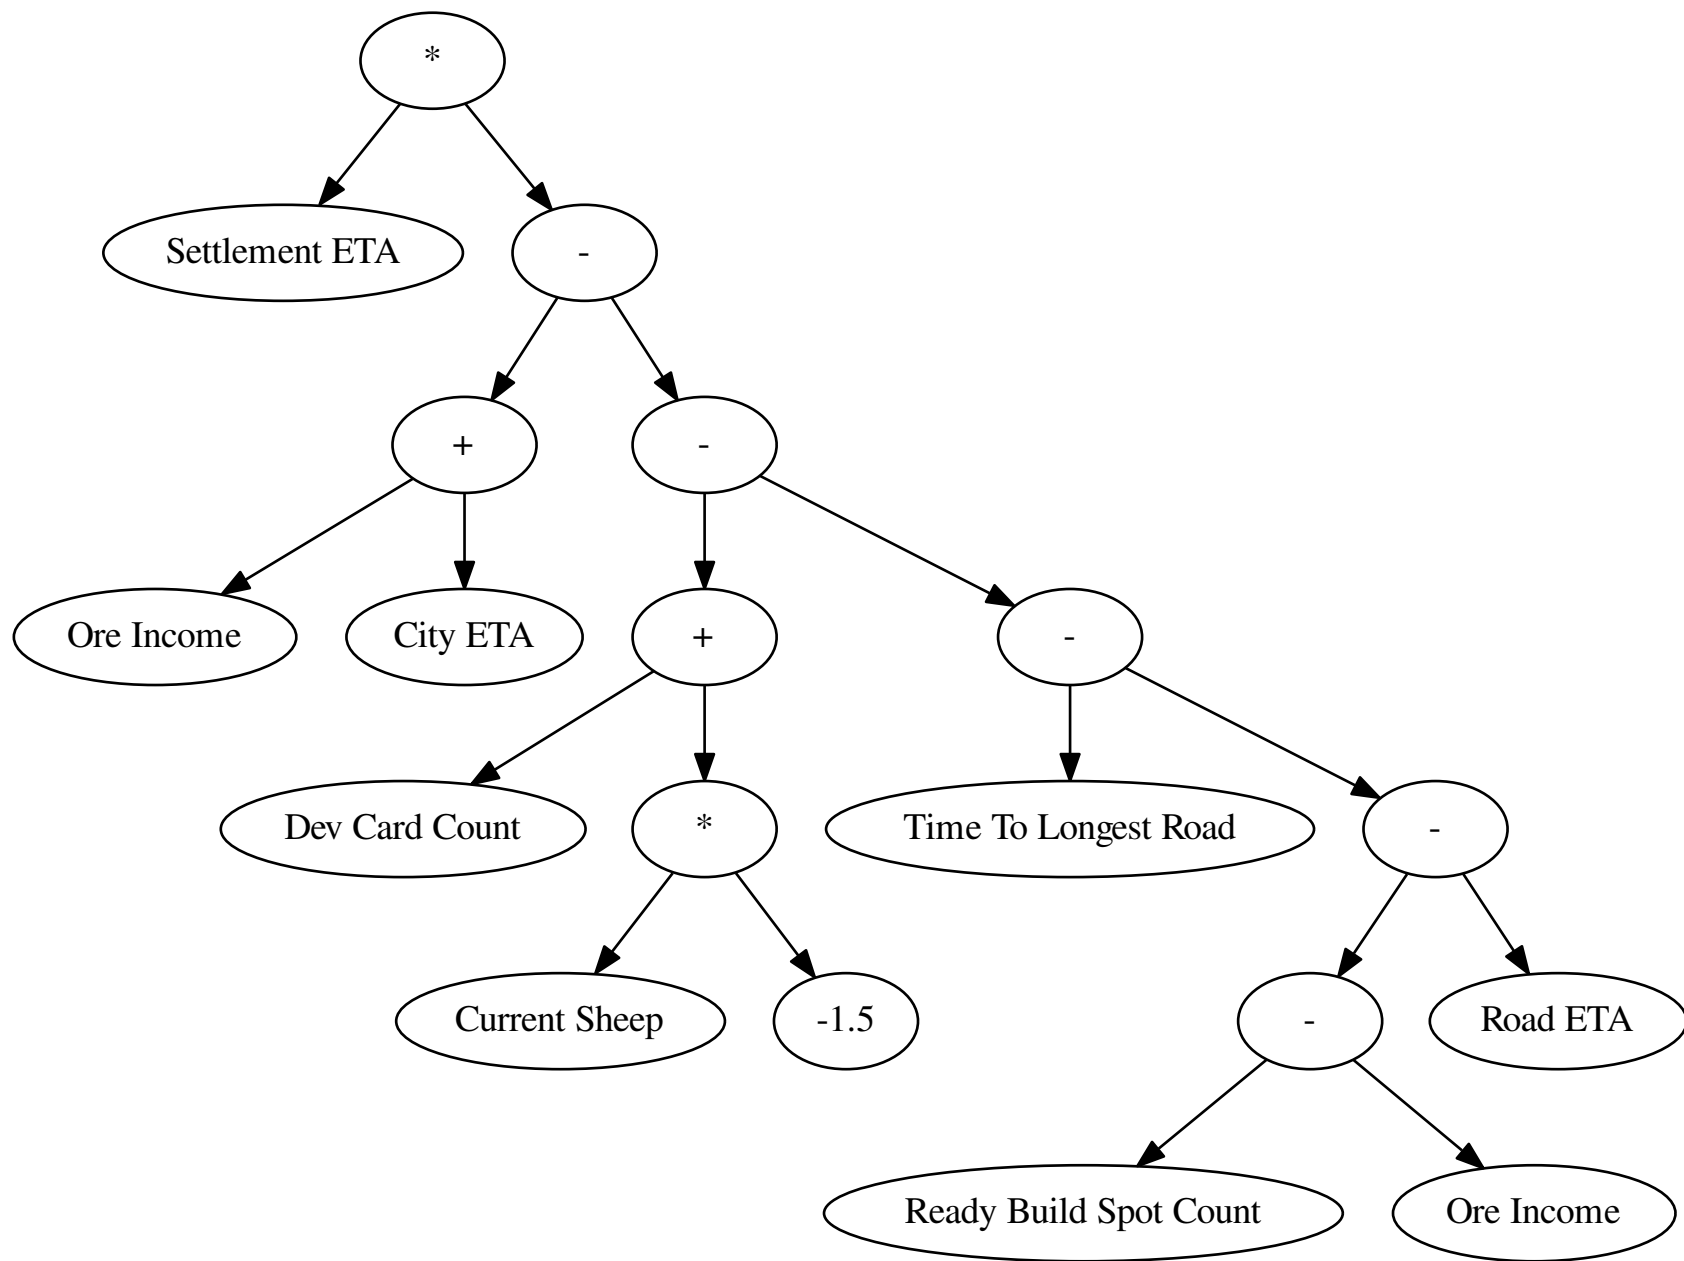 *
Settlement ETA
-
+
-
Ore Income
City ETA
+
-
Dev Card Count
*
Time To Longest Road
-
Current Sheep
-1.5
-
Road ETA
Ready Build Spot Count
Ore Income